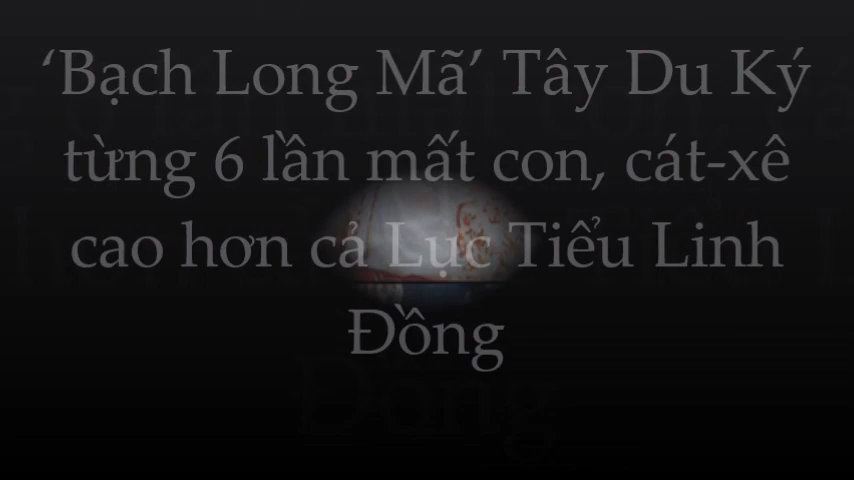 ‘Bạch Long Mã’ Tây Du Ký
từng 6 lần mất con, cát-xê
cao hơn cả Lục Tiểu Linh
Đồng